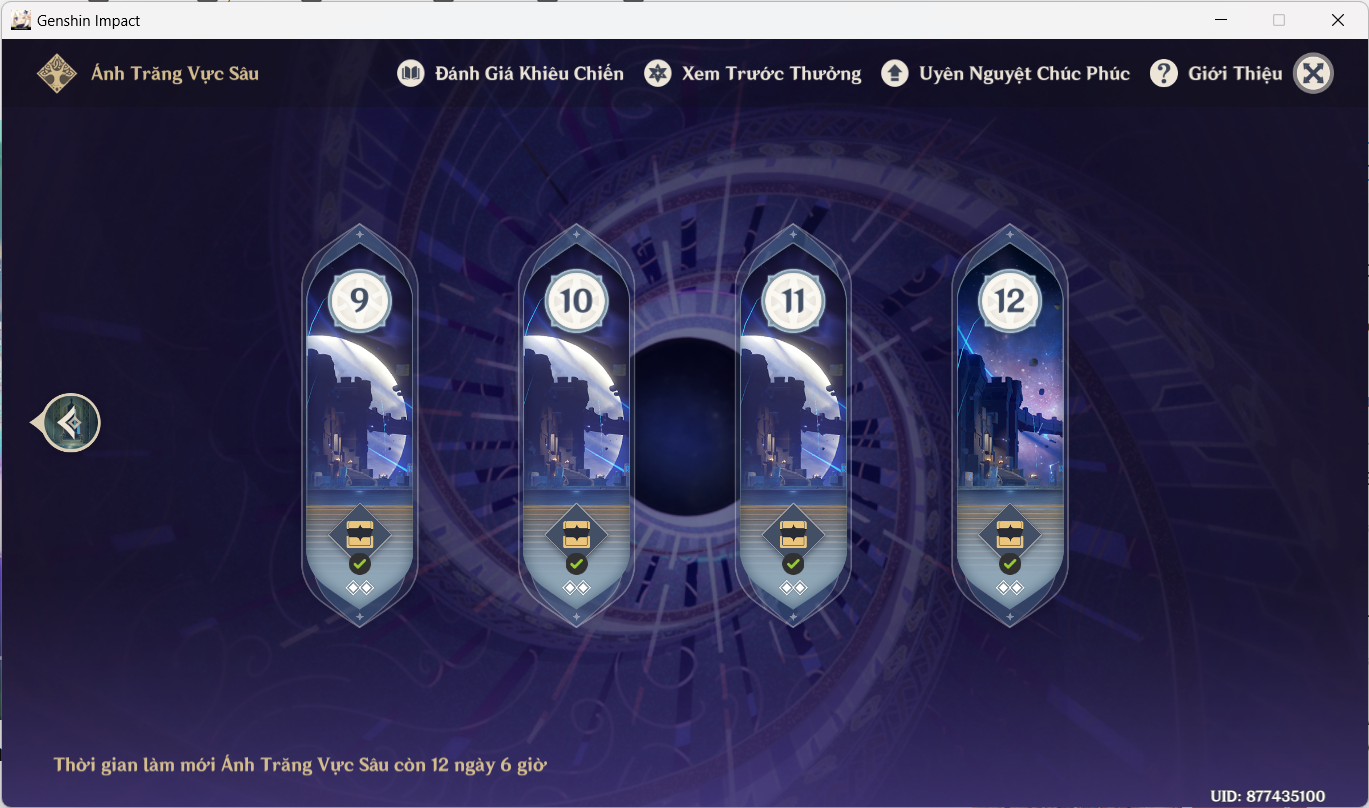 Genshin Impact
Ánh Trăng Vực Sâu
Đánh Giá Khiêu Chiến
Xem Trước Thưởng
Uyên Nguyệt Chúc Phúc
Giới Thiệu
9
10
11
12
Thời gian làm mới Ánh Trăng Vực Sâu còn 12 ngày 6 giờ
UID: 877435100